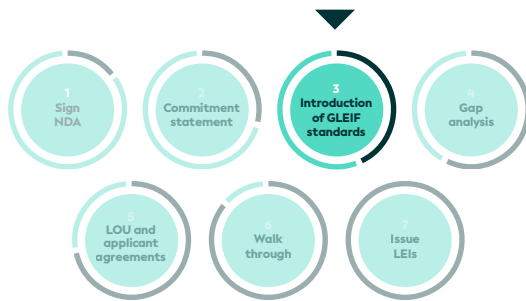 1
Sign
NDA
2
Commitment
statement
3
Introduction
of GLEIF
standards
4
Gap
analysis
5
LOU and
applicant
agreements
6
Walk
through
7
Issue
LEIs